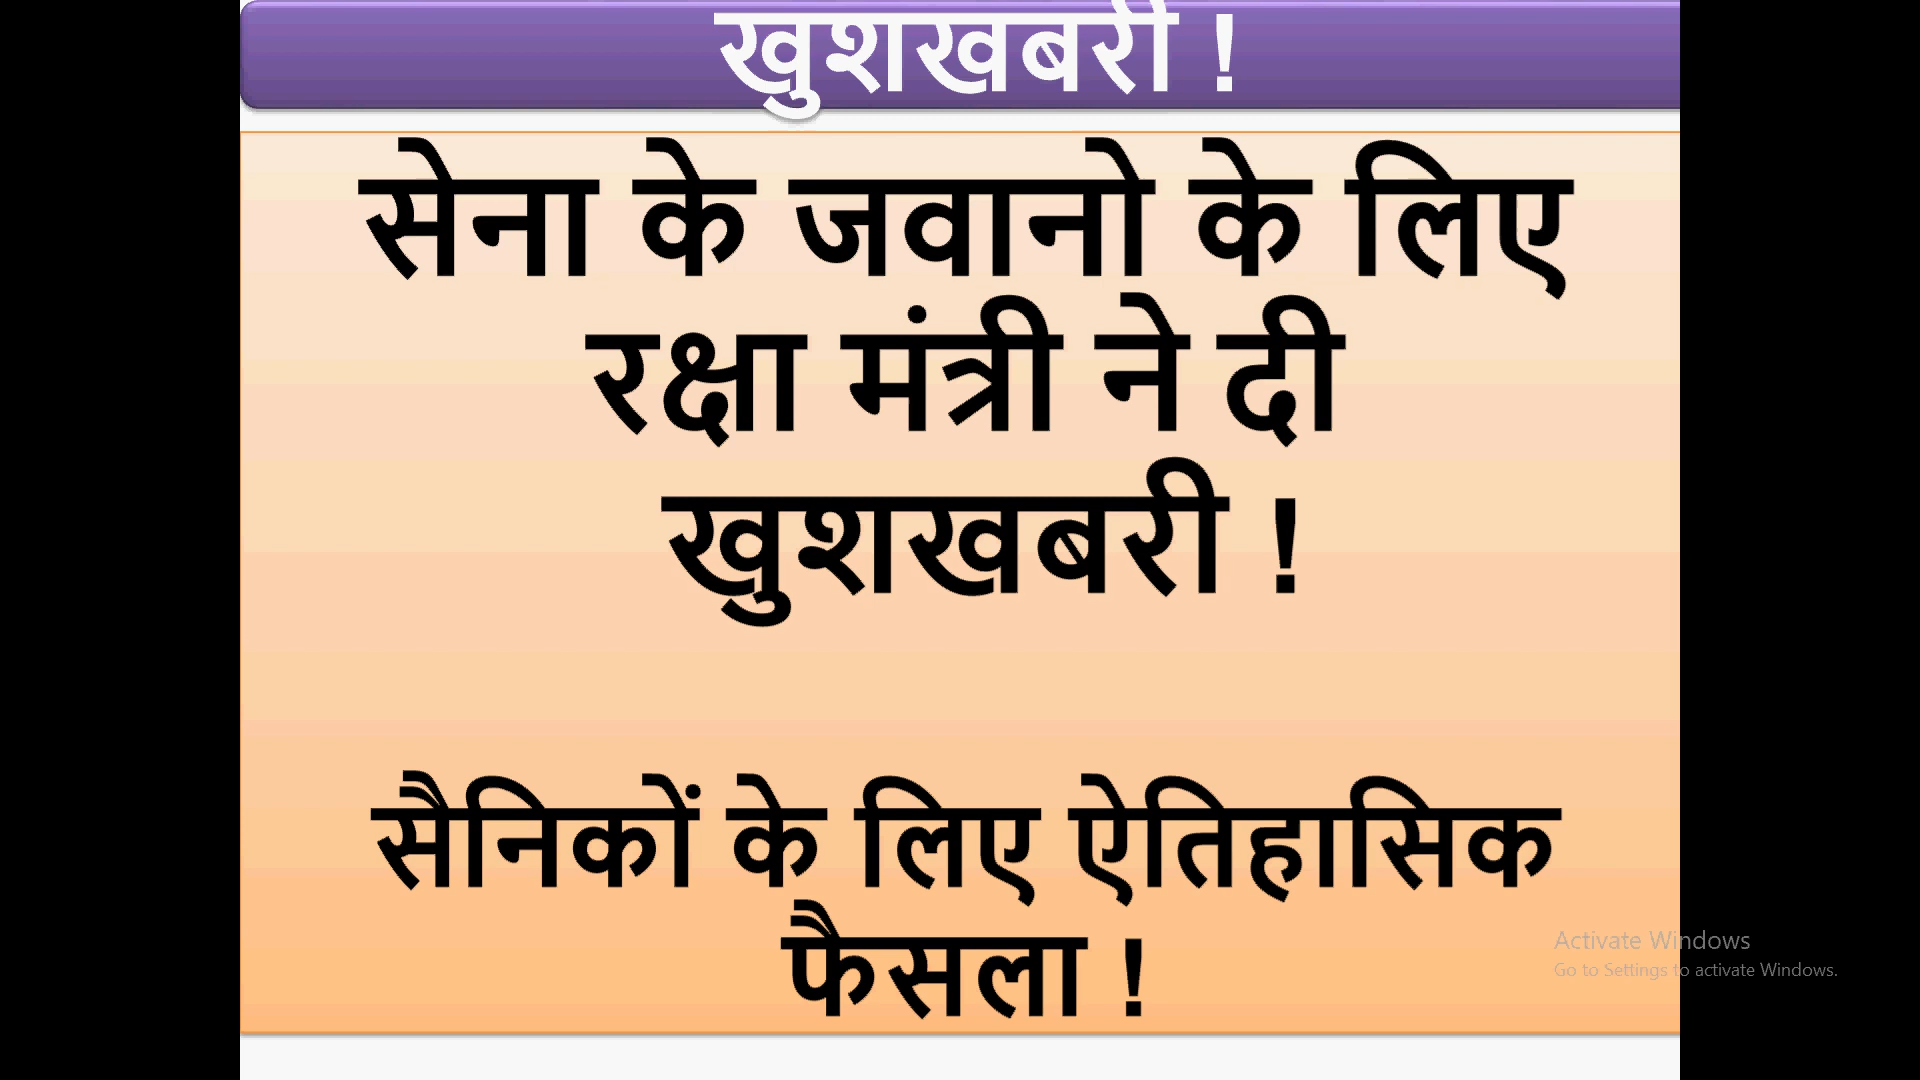 खुशखबरी !
सेना के जवानो के लिए
रक्षा मंत्री ने दी
खुशखबरी !
सैनिकों के लिए ऐतिहासिक
फैसला !
Activate Windows
Go to Settings to activate Windows.